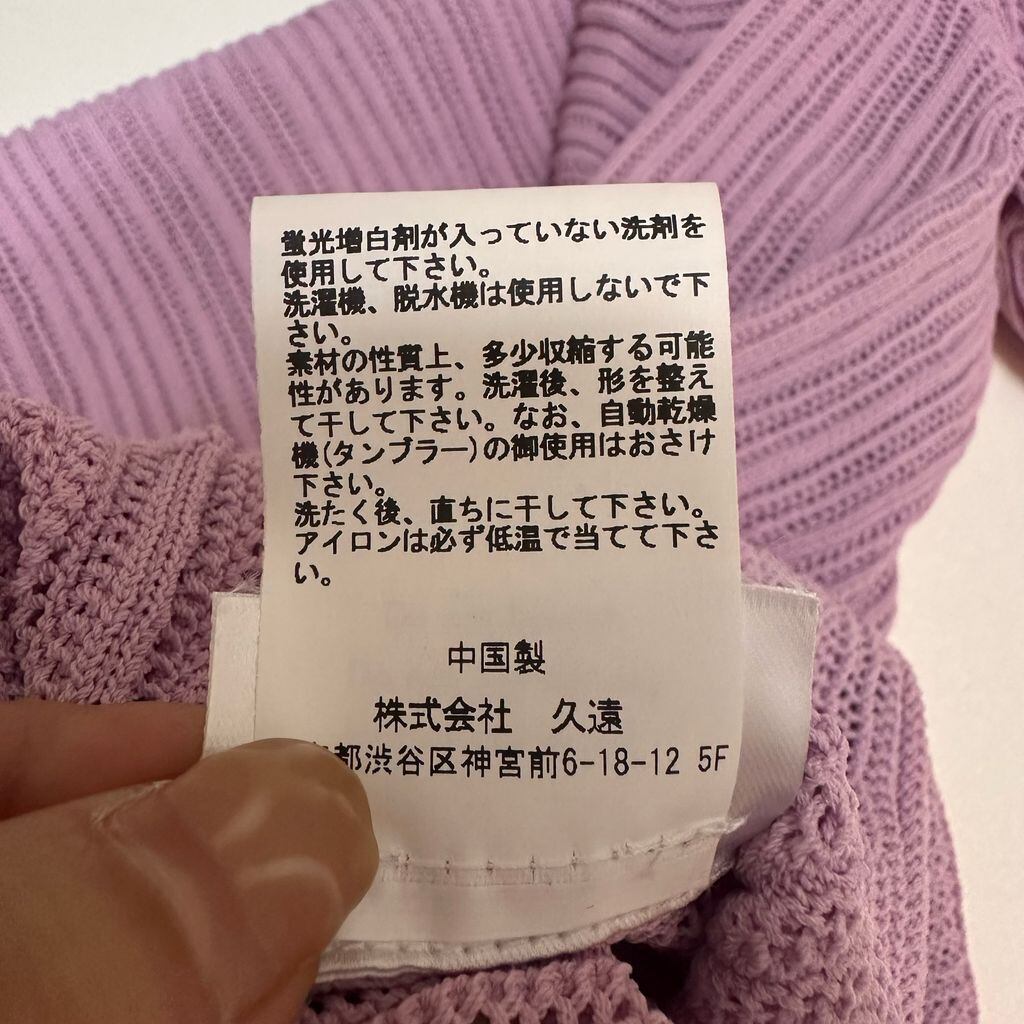 蛍光増白剤が入っていない洗剤を
使用して下さい。
洗濯機、脱水機は使用しないで下
さい。
素材の性質上、多少収縮する可能
性があります。洗濯後、形を整え
て干して下さい。なお、自動乾燥
機(タンブラー)の御使用はおさけ
下さい。
洗たく後、直ちに干して下さい。
アイロンは必ず低温で当てて下さ
い。
中国製
株式会社 久遠
都渋谷区神宮前6-18-12 5F